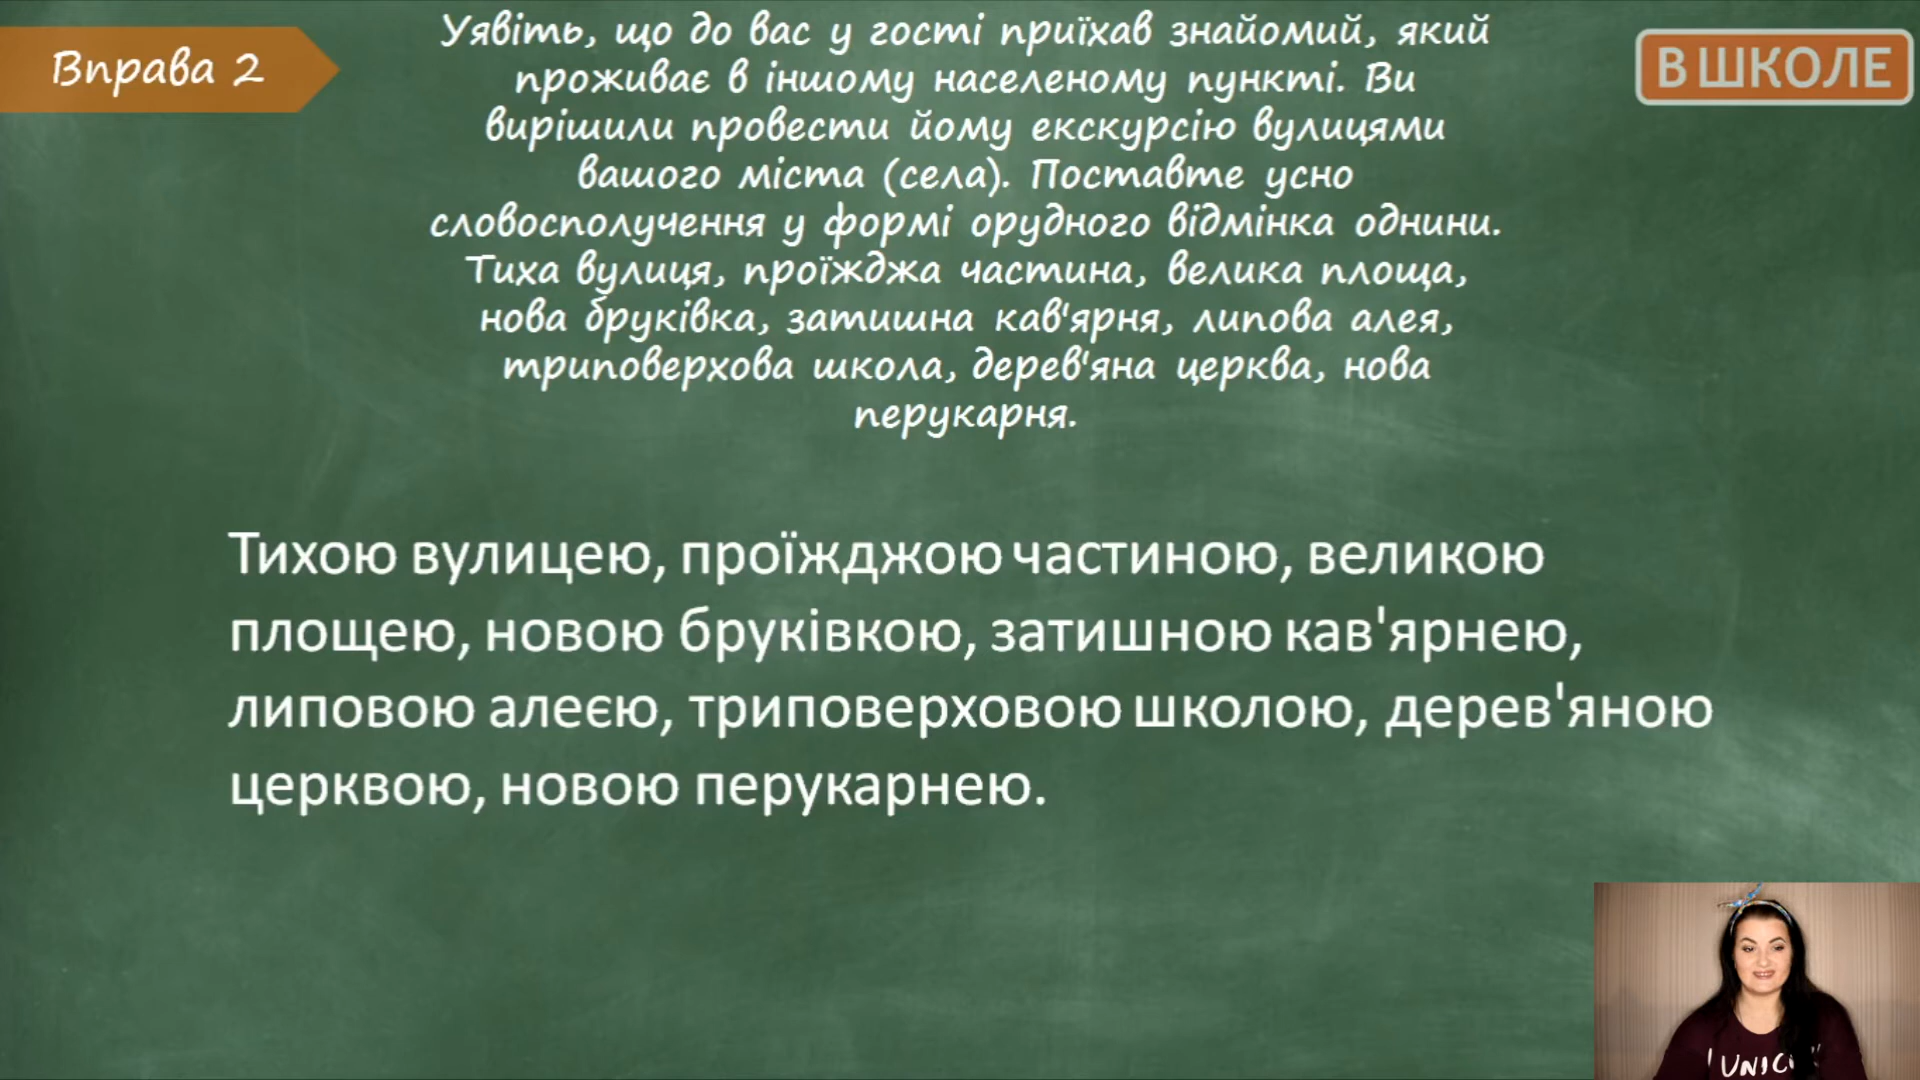 Вправа 2
Уявіть, що до вас у гості приїхав знайомий, який
проживає в іншому населеному пункті. Ви
вирішили провести йому екскурсію вулицями
вашого міста (села). Поставте усно
словосполучення у формі орудного відмінка однини.
Тиха вулиця, проїжджа частина, велика площа,
нова бруківка, затишна кав'ярня, липова алея,
триповерхова школа, дерев'яна церква, нова
перукарня.
В ШКОЛЕ
Тихою вулицею, проїжджою частиною, великою
площею, новою бруківкою, затишною кав'ярнею,
липовою алеєю, триповерховою школою, дерев'яною
церквою, новою перукарнею.